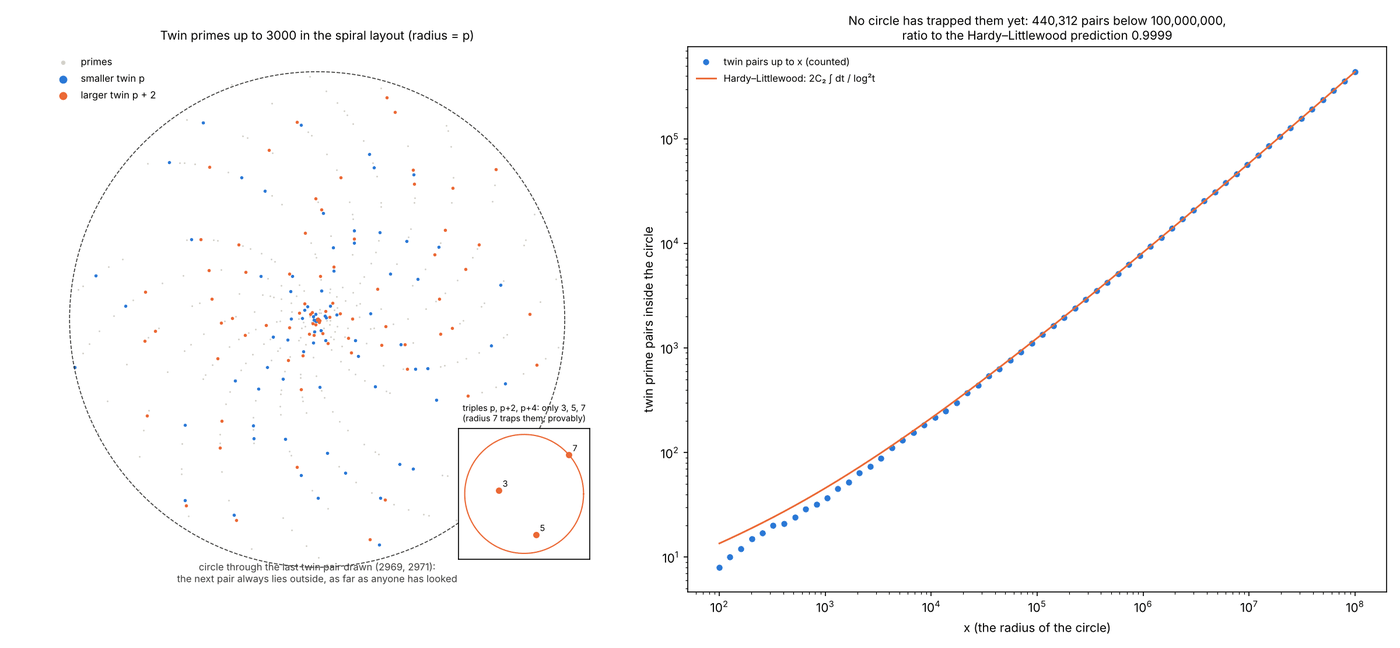 Twin primes up to 3000 in the spiral layout (radius = p)
primes
smaller twin p
larger twin p + 2
triples p, p+2, p+4: only 3, 5, 7
(radius 7 traps them, provably)
7
3
5
circle through the last twin pair drawn (2969, 2971):
the next pair always lies outside, as far as anyone has looked
No circle has trapped them yet: 440,312 pairs below 100,000,000,
ratio to the Hardy–Littlewood prediction 0.9999
twin pairs up to x (counted)
Hardy–Littlewood: 2C₂ ∫ dt / log²t
twin prime pairs inside the circle
10⁵
10⁴
10³
10²
10¹
10² 10³ 10⁴ 10⁵ 10⁶ 10⁷ 10⁸
x (the radius of the circle)